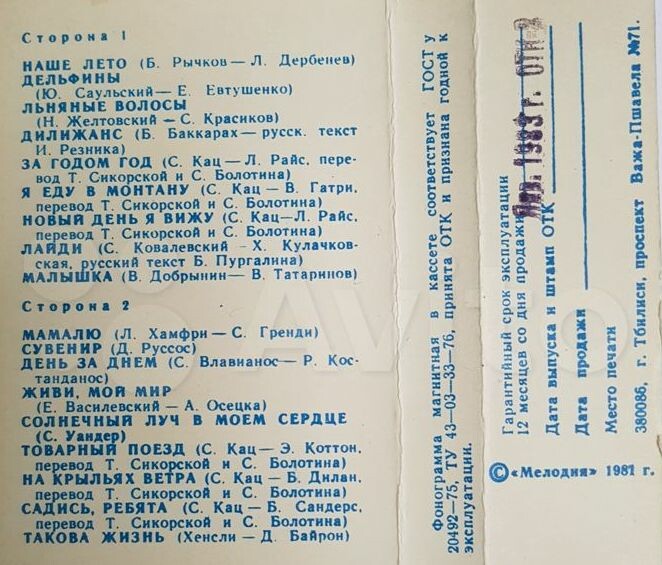 Сторона 1
НАШЕ ЛЕТО (Б. Рычков — Л. Дербенев)
ДЕЛЬФИНЫ
(Ю. Саульский — Е. Евтушенко)
ЛЬНЯНЫЕ ВОЛОСЫ
(Н. Желтовский — С. Красиков)
ДИЛИЖАНС (Б. Баккарах — русск. текст
И. Резника)
ЗА ГОДОМ ГОД (С. Кац — Л. Райс, пере-
вод Т. Сикорской и С. Болотина)
Я ЕДУ В МОНТАНУ (С. Кац — В. Гатри,
перевод Т. Сикорской и С. Болотина)
НОВЫЙ ДЕНЬ Я ВИЖУ (С. Кац — Л. Райс,
перевод Т. Сикорской и С. Болотина)
ЛАЙДИ (С. Ковалевский - Х. Кулачков-
ская, русский текст Б. Пургалина)
МАЛЫШКА (В. Добрынин — В. Татаринов)
Сторона 2
МАМАЛЮ (Л. Хамфри — С. Гренди)
СУВЕНИР (Д. Руссос)
ДЕНЬ ЗА ДНЕМ (С. Влавианос — Р. Кос-
танданос)
ЖИВИ, МОЙ МИР
(Е. Василевский — А. Осецка)
СОЛНЕЧНЫЙ ЛУЧ В МОЕМ СЕРДЦЕ
(С. Уандер)
ТОВАРНЫЙ ПОЕЗД (С. Кац — Э. Коттон,
перевод Т. Сикорской и С. Болотина)
НА КРЫЛЬЯХ ВЕТРА (С. Кац — Б. Дилан,
перевод Т. Сикорской и С. Болотина)
САДИСЬ, РЕБЯТА (С. Кац — Б. Сандерс,
перевод Т. Сикорской и С. Болотина)
ТАКОВА ЖИЗНЬ (Хенсли — Д. Байрон)
Фонограмма магнитная в кассете соответствует ГОСТ у
20492—75, ТУ 43—03—33—76, принята ОТК и признана годной к
эксплуатации.
Гарантийный срок эксплуатации
12 месяцев со дня продажи
Дата выпуска и штамп ОТК
1983 г. ОТК
Дата продажи
Место печати
380086, г. Тбилиси, проспект Важа-Пшавела №71.
© «Мелодия» 1981 г.
Avito